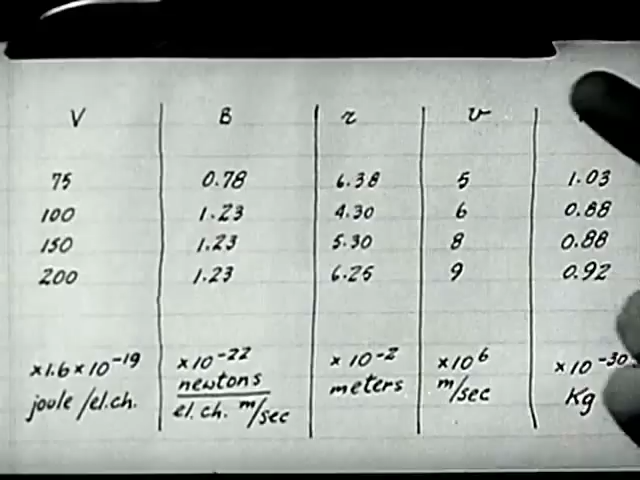 V B r v
75 0.78 6.38 5 1.03
100 1.23 4.30 6 0.88
150 1.23 5.30 8 0.88
200 1.23 6.25 9 0.92
×1.6×10⁻¹⁹ ×10⁻²² ×10⁻² ×10⁶ ×10⁻³⁰
joule/el.ch. newtons meters m/sec Kg
el.ch. m/sec